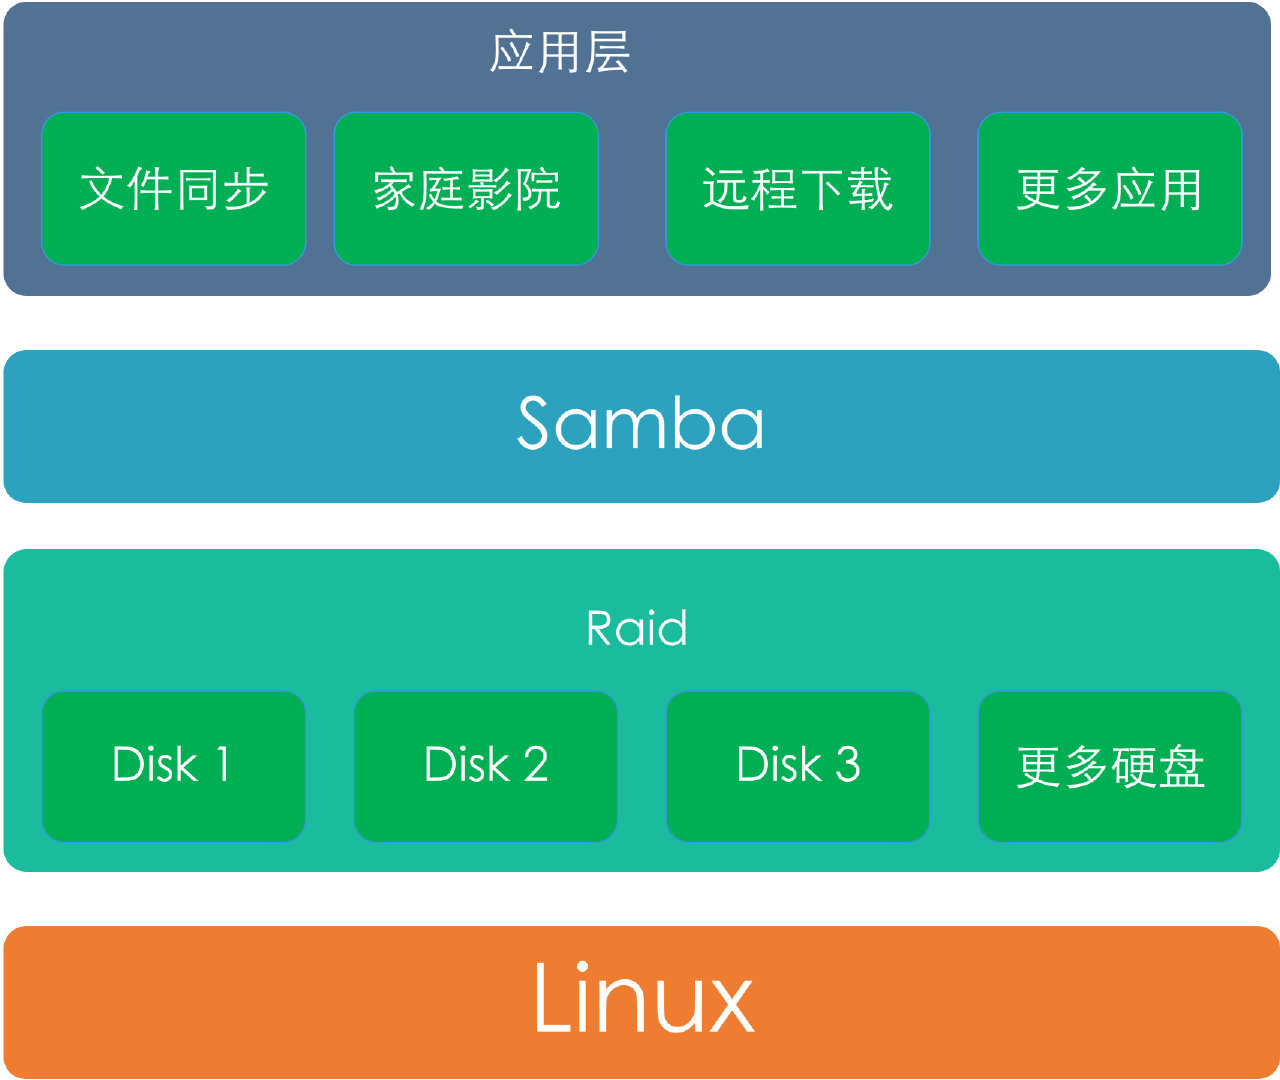 应用层
文件同步
家庭影院
远程下载
更多应用
Samba
Raid
Disk 1
Disk 2
Disk 3
更多硬盘
Linux